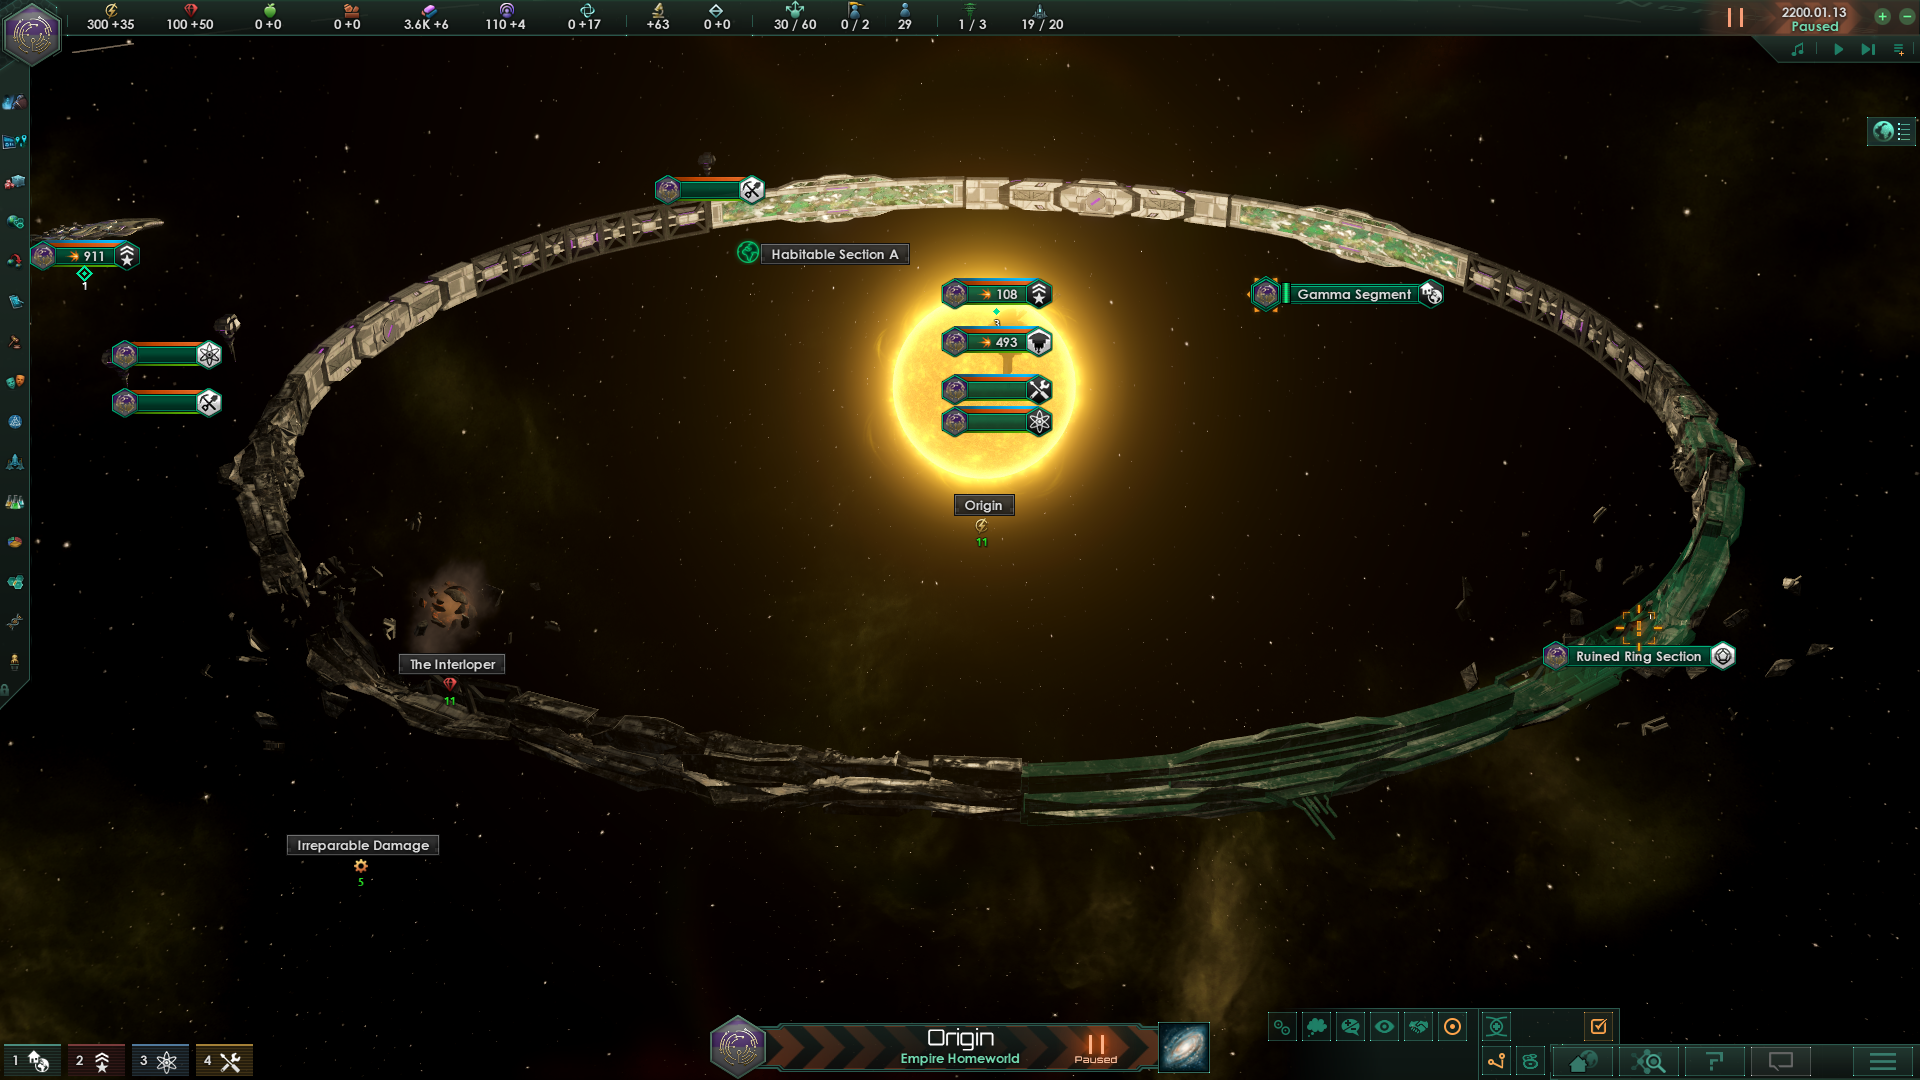 300 +35
100 +50
0 +0
0 +0
3.6K +6
110 +4
0 +17
+63
0 +0
30 / 60
0 / 2
29
1 / 3
19 / 20
2200.01.13
Paused
Habitable Section A
911
1
108
3
493
Gamma Segment
Origin
11
Ruined Ring Section
The Interloper
11
Irreparable Damage
5
1
2
3
4
Origin
Empire Homeworld
Paused